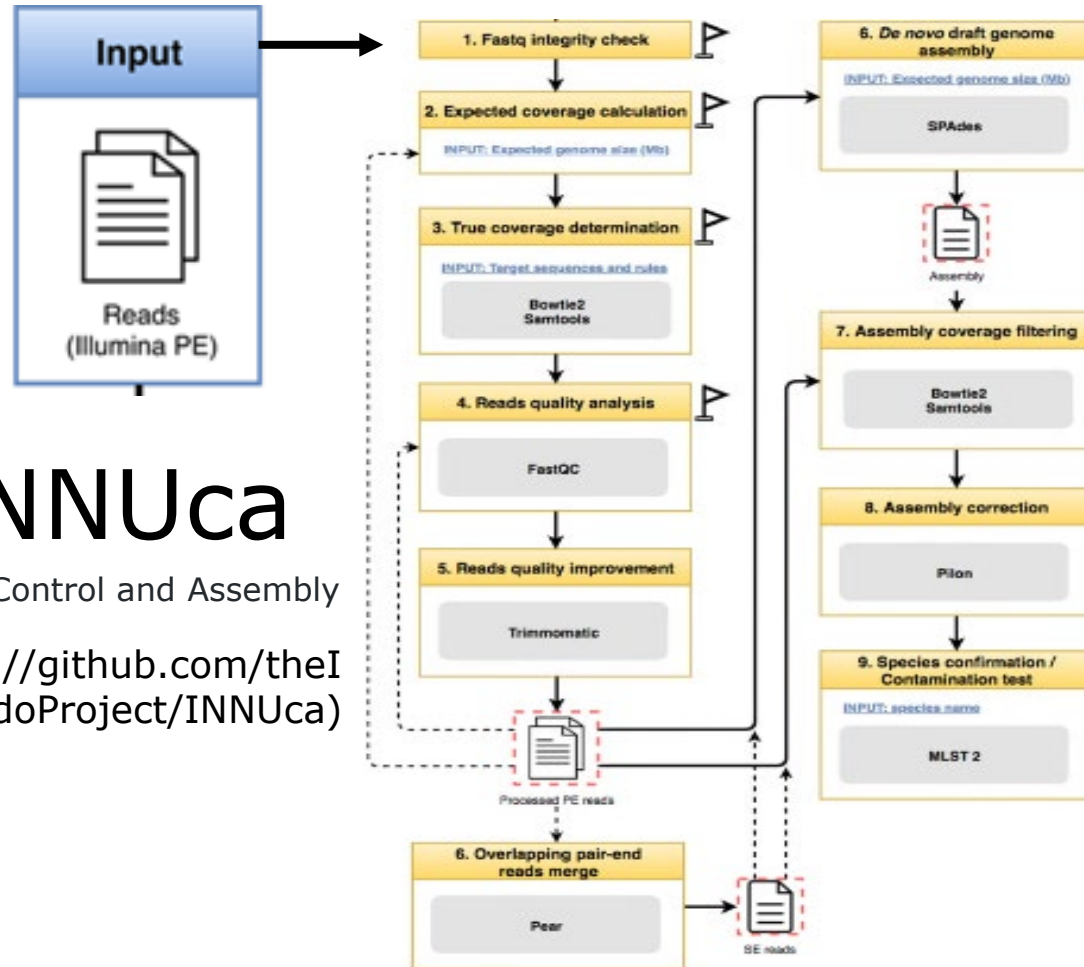 Input
Reads
(Illumina PE)
NNUca
Control and Assembly
://github.com/theI
doProject/INNUca)
1. Fastq integrity check
2. Expected coverage calculation
INPUT: Expected genome size (Mb)
3. True coverage determination
INPUT: Target sequences and rules
Bowtie2
Samtools
4. Reads quality analysis
FastQC
5. Reads quality improvement
Trimmomatic
Processed PE reads
6. Overlapping pair-end
reads merge
Pear
SE reads
6. De novo draft genome
assembly
INPUT: Expected genome size (Mb)
SPAdes
Assembly
7. Assembly coverage filtering
Bowtie2
Samtools
8. Assembly correction
Pilon
9. Species confirmation /
Contamination test
INPUT: species name
MLST 2